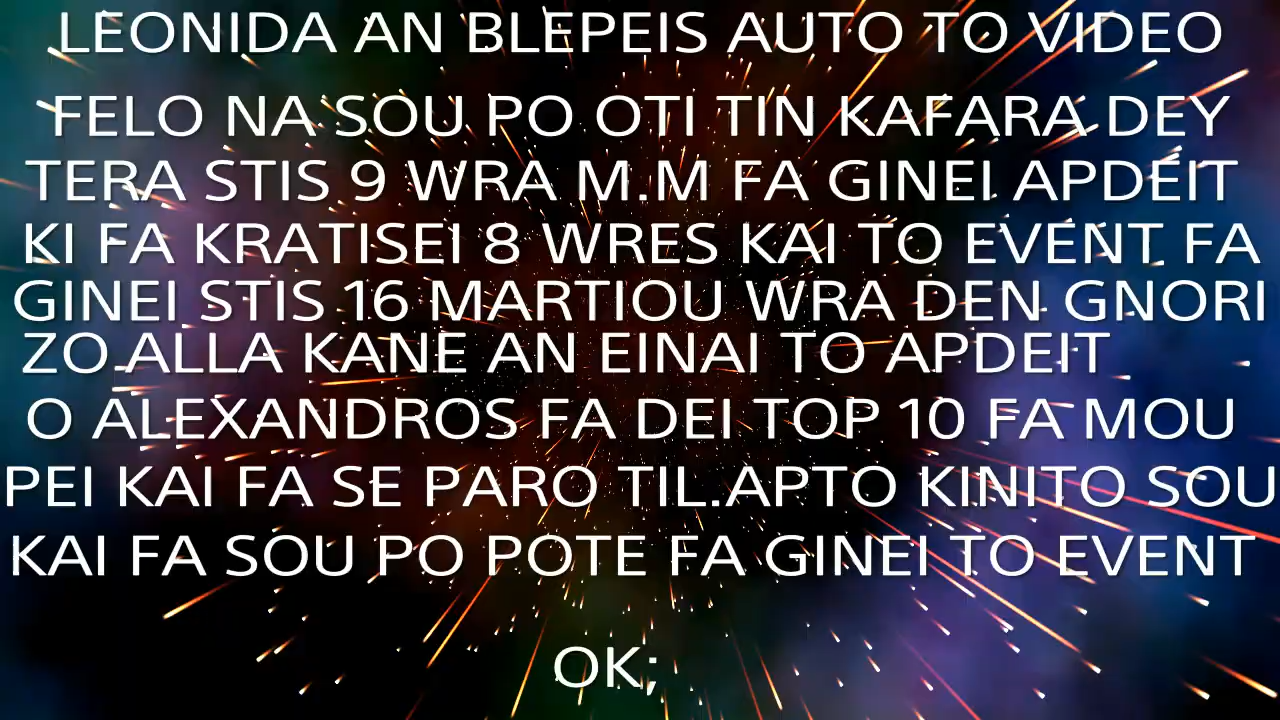 LEONIDA AN BLEPEIS AUTO TO VIDEO
FELO NA SOU PO OTI TIN KAFARA DEY
TERA STIS 9 WRA M.M FA GINEI APDEIT
KI FA KRATISEI 8 WRES KAI TO EVENT FA
GINEI STIS 16 MARTIOU WRA DEN GNORI
ZO ALLA KANE AN EINAI TO APDEIT
O ALEXANDROS FA DEI TOP 10 FA MOU
PEI KAI FA SE PARO TIL.APTO KINITO SOU
KAI FA SOU PO POTE FA GINEI TO EVENT
OK;